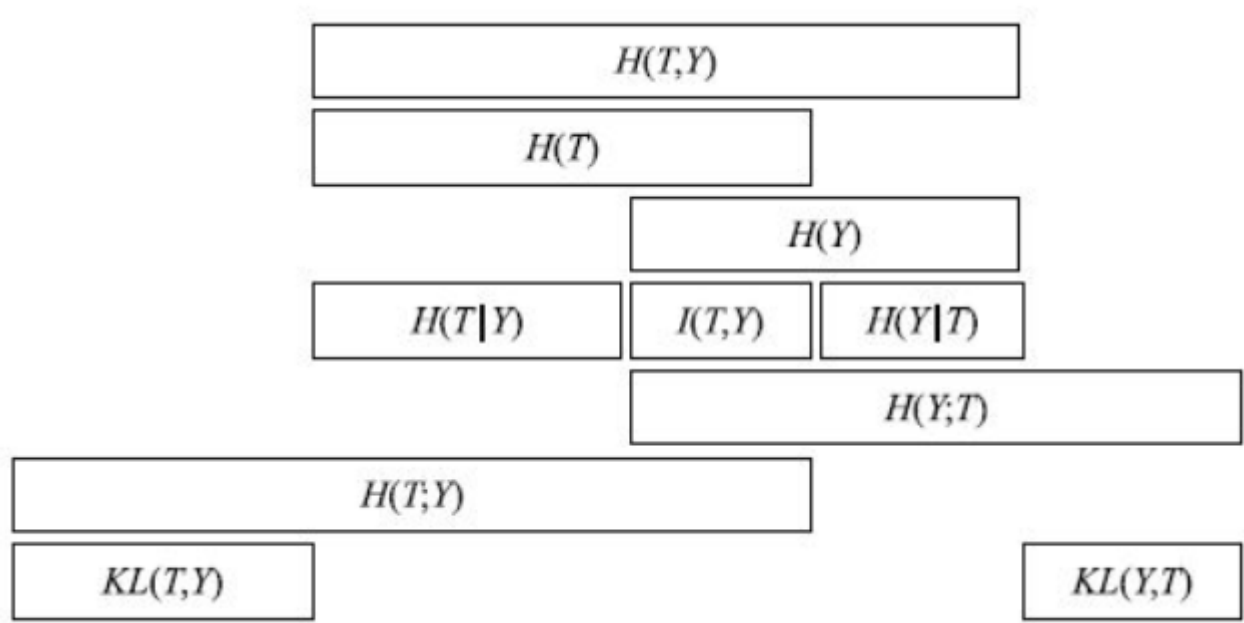 H(T,Y)
H(T)
H(Y)
H(T|Y) I(T,Y) H(Y|T)
H(Y;T)
H(T;Y)
KL(T,Y) KL(Y,T)